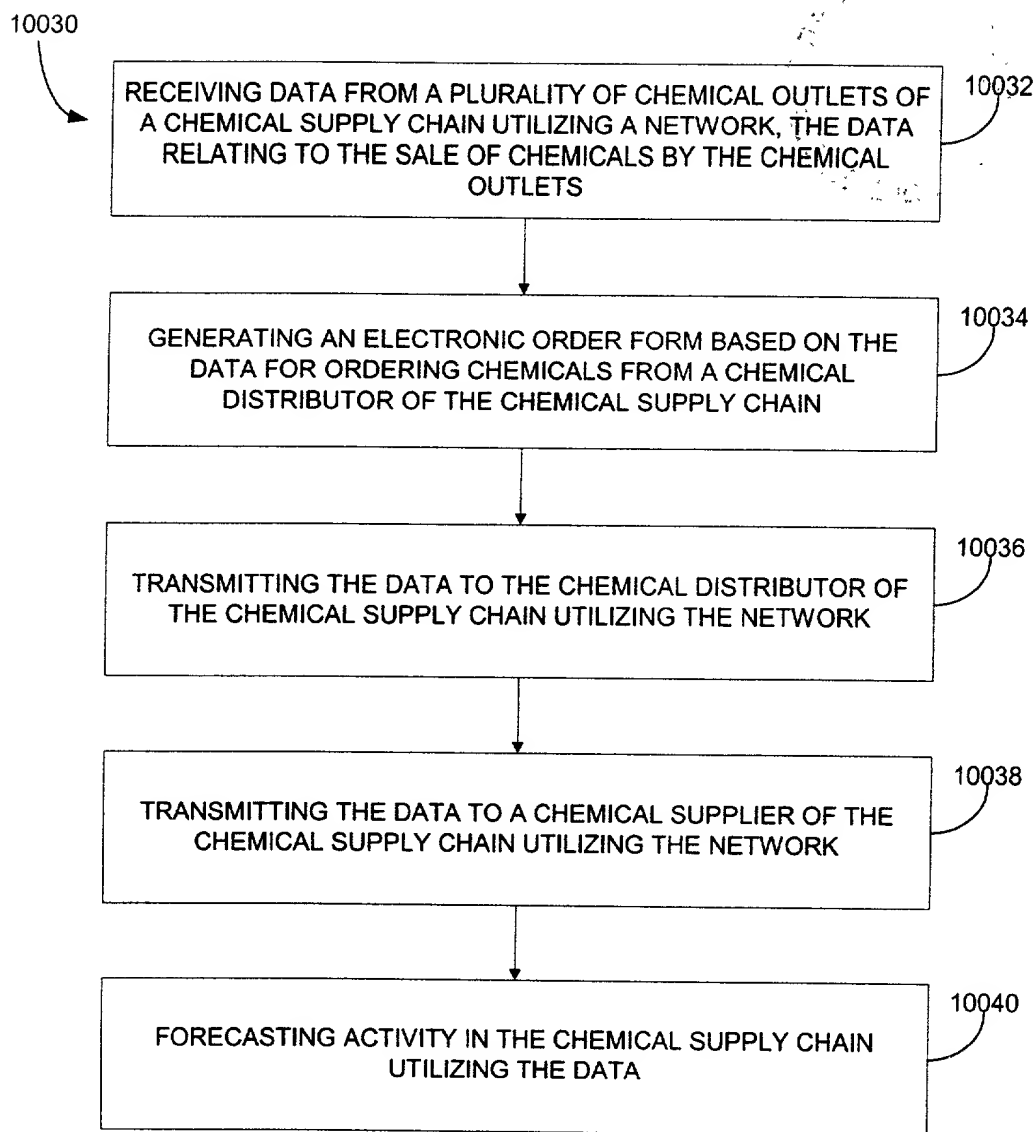 10030
10032
RECEIVING DATA FROM A PLURALITY OF CHEMICAL OUTLETS OF
A CHEMICAL SUPPLY CHAIN UTILIZING A NETWORK, THE DATA
RELATING TO THE SALE OF CHEMICALS BY THE CHEMICAL
OUTLETS
10034
GENERATING AN ELECTRONIC ORDER FORM BASED ON THE
DATA FOR ORDERING CHEMICALS FROM A CHEMICAL
DISTRIBUTOR OF THE CHEMICAL SUPPLY CHAIN
10036
TRANSMITTING THE DATA TO THE CHEMICAL DISTRIBUTOR OF
THE CHEMICAL SUPPLY CHAIN UTILIZING THE NETWORK
10038
TRANSMITTING THE DATA TO A CHEMICAL SUPPLIER OF THE
CHEMICAL SUPPLY CHAIN UTILIZING THE NETWORK
10040
FORECASTING ACTIVITY IN THE CHEMICAL SUPPLY CHAIN
UTILIZING THE DATA